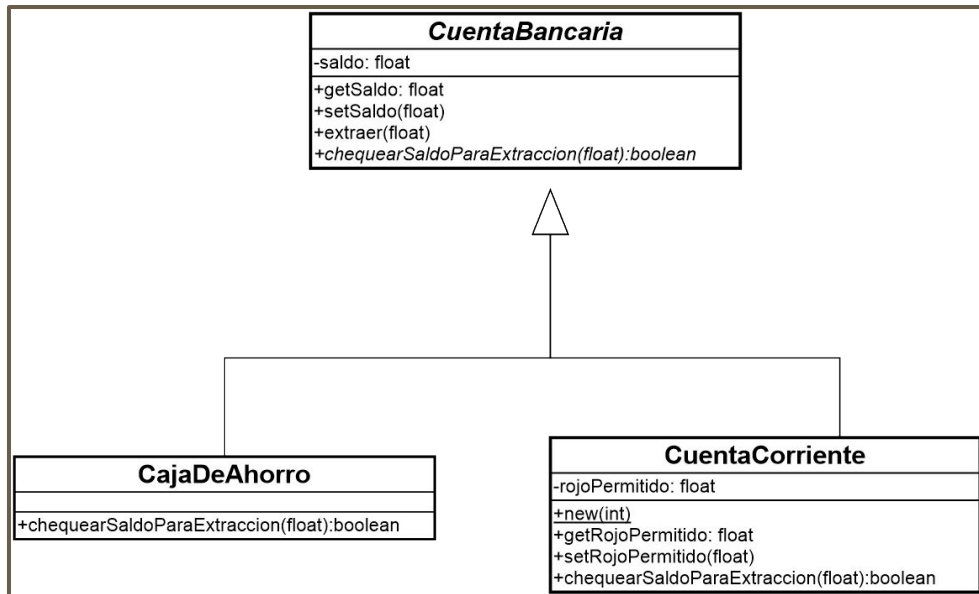 CuentaBancaria
-saldo: float
+getSaldo: float
+setSaldo(float)
+extraer(float)
+chequearSaldoParaExtraccion(float):boolean
CajaDeAhorro
+chequearSaldoParaExtraccion(float):boolean
CuentaCorriente
-rojoPermitido: float
+new(int)
+getRojoPermitido: float
+setRojoPermitido(float)
+chequearSaldoParaExtraccion(float):boolean